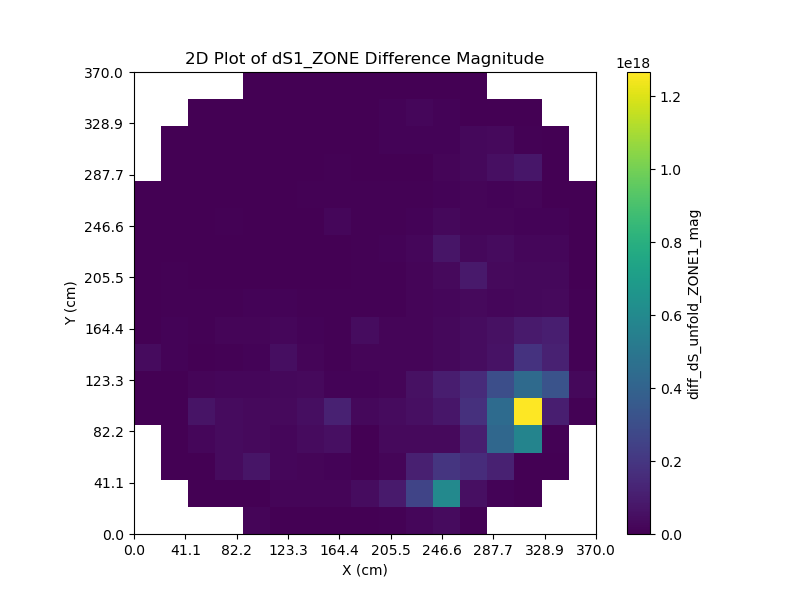 2D Plot of dS1_ZONE Difference Magnitude
1e18
370.0
328.9
287.7
246.6
205.5
164.4
123.3
82.2
41.1
0.0
Y (cm)
0.0 41.1 82.2 123.3 164.4 205.5 246.6 287.7 328.9 370.0
X (cm)
1.2
1.0
0.8
0.6
0.4
0.2
0.0
diff_dS_unfold_ZONE1_mag